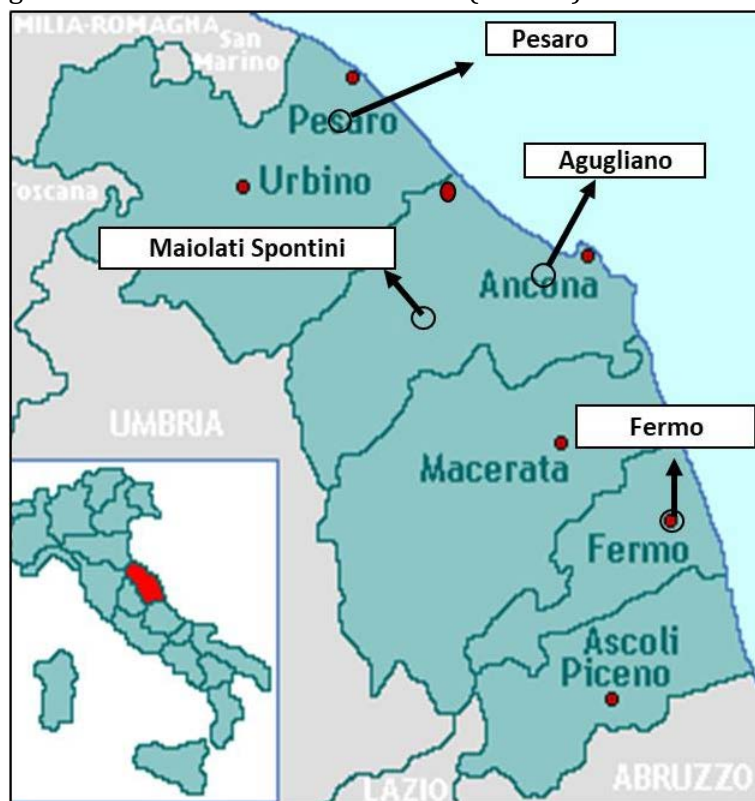 MILIA-ROMAGNA
San
Marino
Pesaro
Pesaro
Agugliano
Urbino
Toscana
Maiolati Spontini
Ancona
UMBRIA
Fermo
Macerata
Fermo
Ascoli
Piceno
LAZIO
ABRUZZO